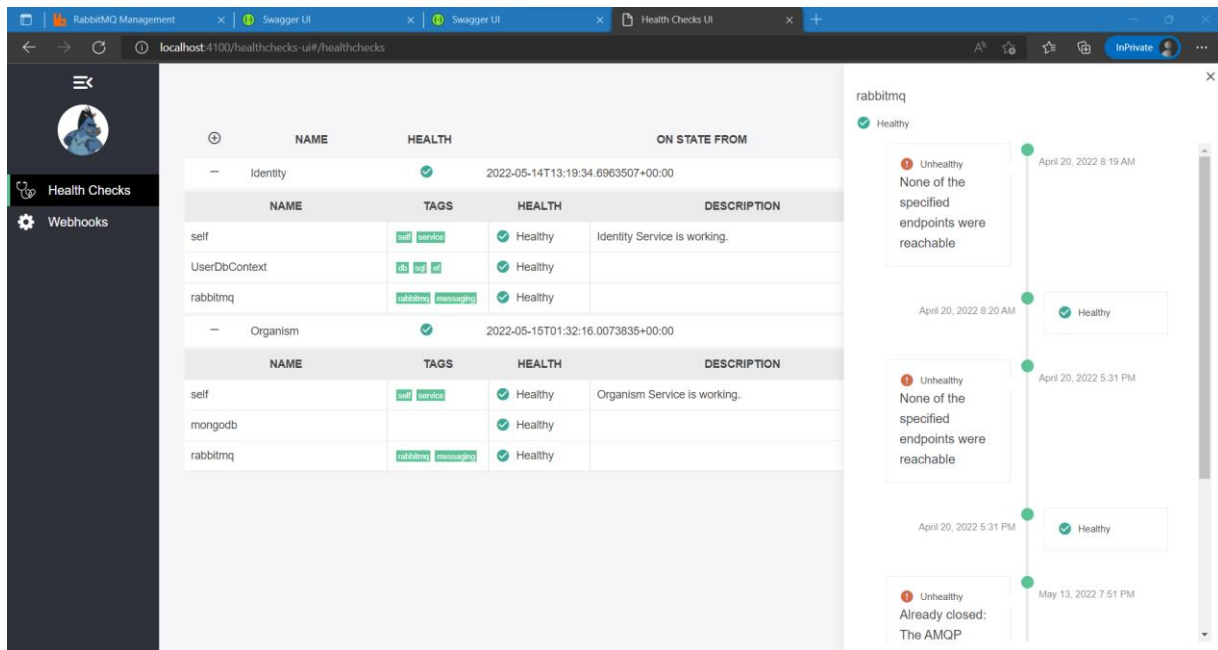 RabbitMQ Management
Swagger UI
Swagger UI
Health Checks UI
localhost:4100/healthchecks-ui#/healthchecks
InPrivate
Health Checks
Webhooks
NAME HEALTH ON STATE FROM
Identity 2022-05-14T13:19:34.6963507+00:00
NAME TAGS HEALTH DESCRIPTION
self self service Healthy Identity Service is working.
UserDbContext db sql ef Healthy
rabbitmq rabbitmq messaging Healthy
Organism 2022-05-15T01:32:16.0073835+00:00
NAME TAGS HEALTH DESCRIPTION
self self service Healthy Organism Service is working.
mongodb Healthy
rabbitmq rabbitmq messaging Healthy
rabbitmq
Healthy
Unhealthy April 20, 2022 8:19 AM
None of the
specified
endpoints were
reachable
April 20, 2022 8:20 AM Healthy
Unhealthy April 20, 2022 5:31 PM
None of the
specified
endpoints were
reachable
April 20, 2022 5:31 PM Healthy
Unhealthy May 13, 2022 7:51 PM
Already closed:
The AMQP